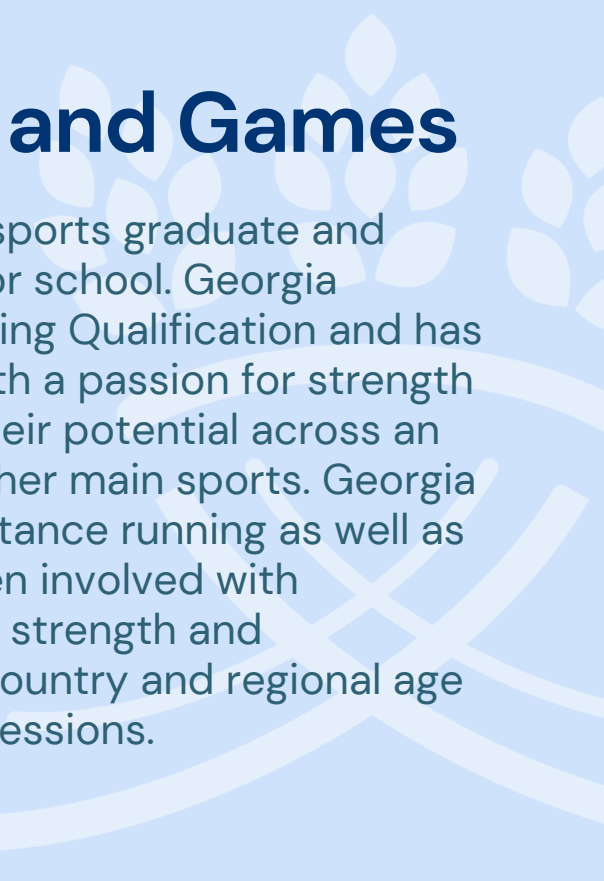 and Games
sports graduate and
or school. Georgia
ing Qualification and has
th a passion for strength
eir potential across an
her main sports. Georgia
tance running as well as
en involved with
strength and
ountry and regional age
essions.